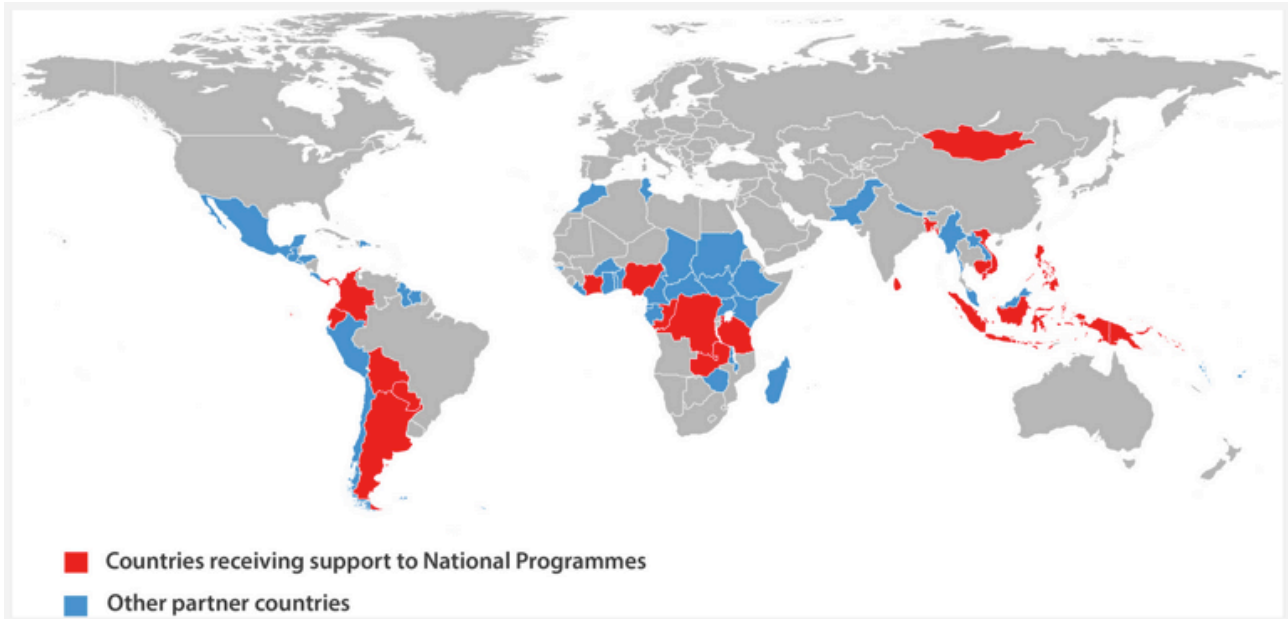 Countries receiving support to National Programmes
Other partner countries